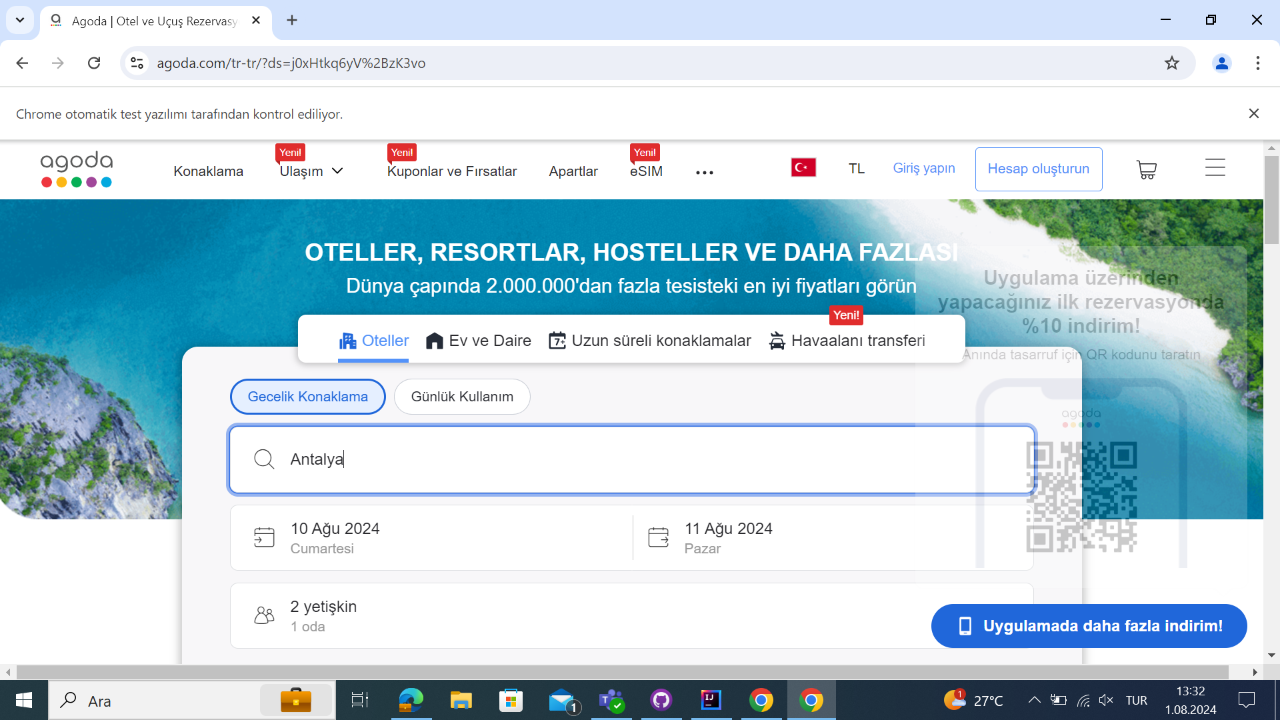 Agoda | Otel ve Uçuş Rezervasy
agoda.com/tr-tr/?ds=j0xHtkq6yV%2BzK3vo
Chrome otomatik test yazılımı tarafından kontrol ediliyor.
agoda
Konaklama
Yeni!
Ulaşım
Yeni!
Kuponlar ve Fırsatlar
Apartlar
Yeni!
eSIM
TL
Giriş yapın
Hesap oluşturun
OTELLER, RESORTLAR, HOSTELLER VE DAHA FAZLASI
Dünya çapında 2.000.000'dan fazla tesisteki en iyi fiyatları görün
Uygulama üzerinden
yapacağınız ilk rezervasyonda
%10 indirim!
Anında tasarruf için QR kodunu taratın
agoda
Oteller
Ev ve Daire
Uzun süreli konaklamalar
Yeni!
Havaalanı transferi
Gecelik Konaklama
Günlük Kullanım
Antalya
10 Ağu 2024
Cumartesi
11 Ağu 2024
Pazar
2 yetişkin
1 oda
Uygulamada daha fazla indirim!
Ara
1
1
27°C
TUR
13:32
1.08.2024